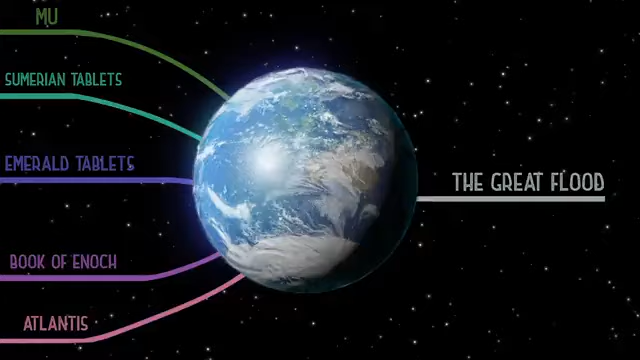 MU
SUMERIAN TABLETS
EMERALD TABLETS
THE GREAT FLOOD
BOOK OF ENOCH
ATLANTIS